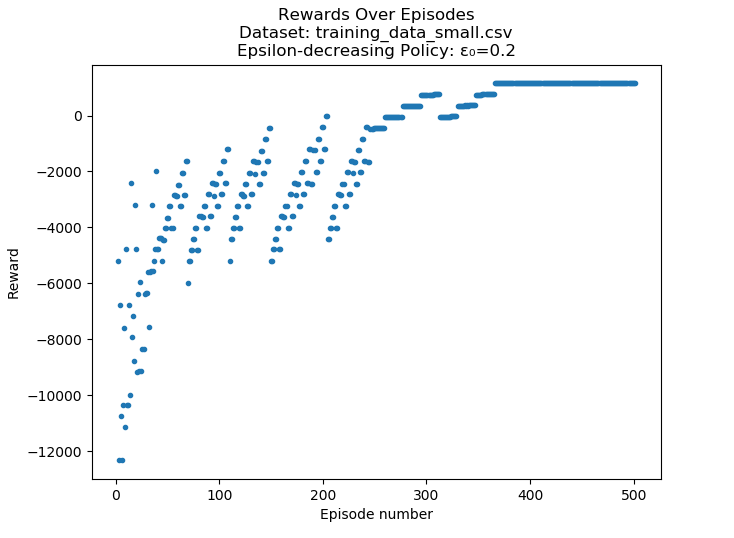 Rewards Over Episodes
Dataset: training_data_small.csv
Epsilon-decreasing Policy: ε₀=0.2
0
−2000
−4000
−6000
−8000
−10000
−12000
Reward
0 100 200 300 400 500
Episode number